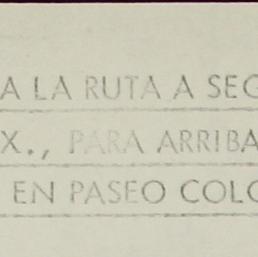 A LA RUTA A SEG
X., PARA ARRIBA
EN PASEO COLO